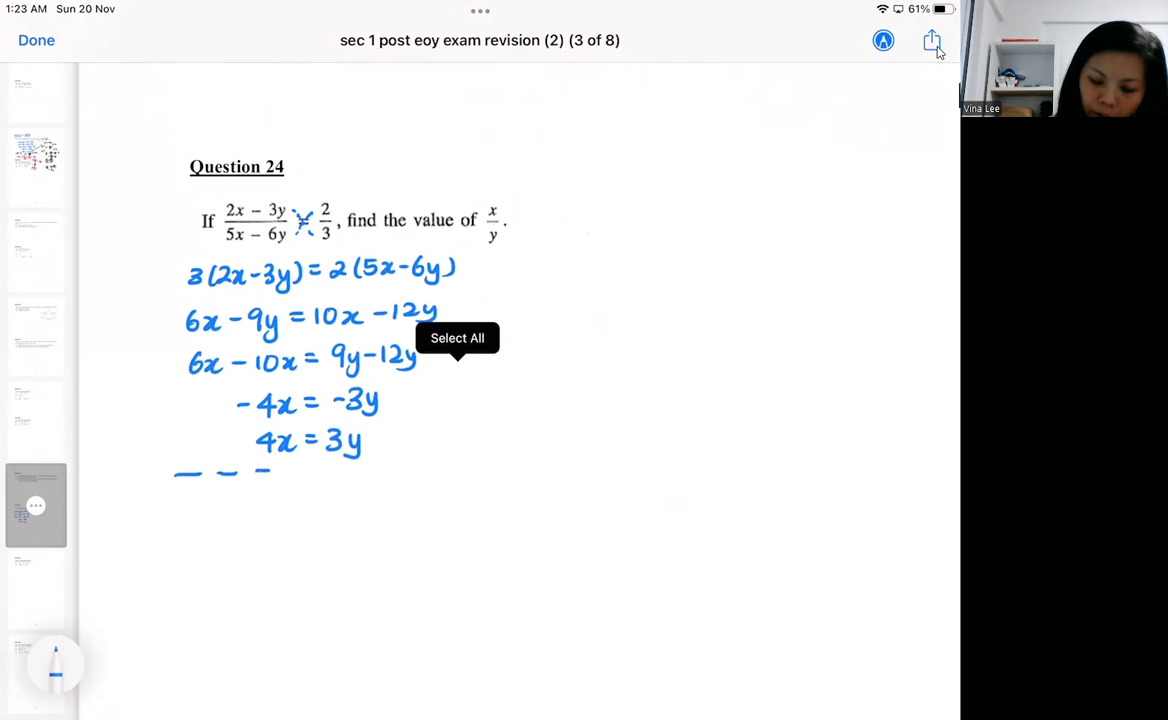 1:23 AM Sun 20 Nov
61%
Done
sec 1 post eoy exam revision (2) (3 of 8)
Vina Lee
Question 24
If (2x - 3y)/(5x - 6y) = 2/3, find the value of x/y.
3(2x-3y) = 2(5x-6y)
6x - 9y = 10x - 12y
Select All
6x - 10x = 9y - 12y
- 4x = -3y
4x = 3y